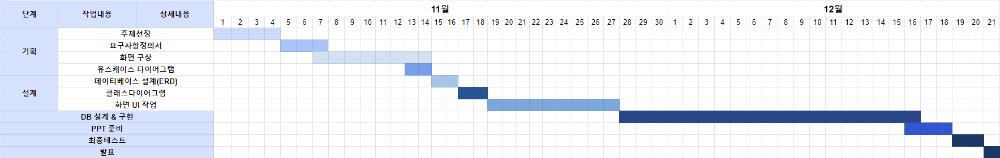 단계 작업내용 상세내용 11월 12월
1 2 3 4 5 6 7 8 9 10 11 12 13 14 15 16 17 18 19 20 21 22 23 24 25 26 27 28 29 30 1 2 3 4 5 6 7 8 9 10 11 12 13 14 15 16 17 18 19 20 21
기획 주제선정
요구사항정의서
화면 구상
유스케이스 다이어그램
설계 데이터베이스 설계(ERD)
클래스다이어그램
화면 UI 작업
DB 설계 & 구현
PPT 준비
최종테스트
발표